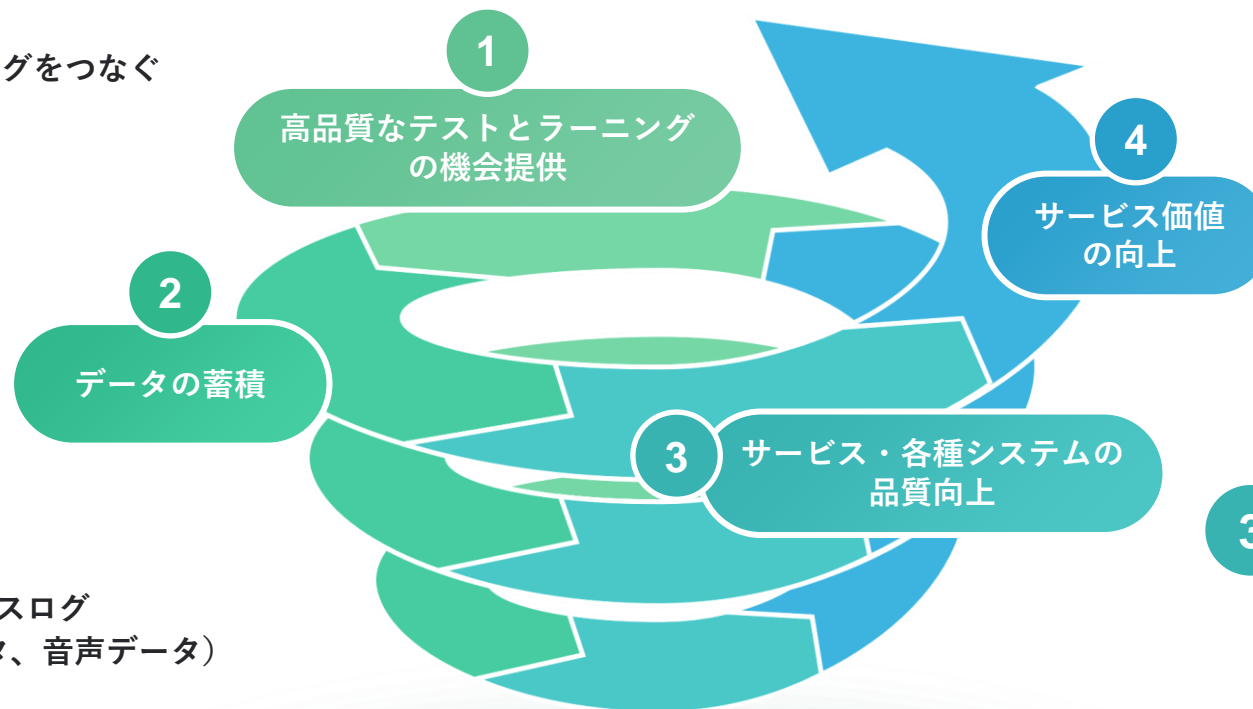 グをつなぐ
1
高品質なテストとラーニング
の機会提供
4
サービス価値
の向上
2
データの蓄積
3
サービス・各種システムの
品質向上
3
スログ
タ、音声データ）